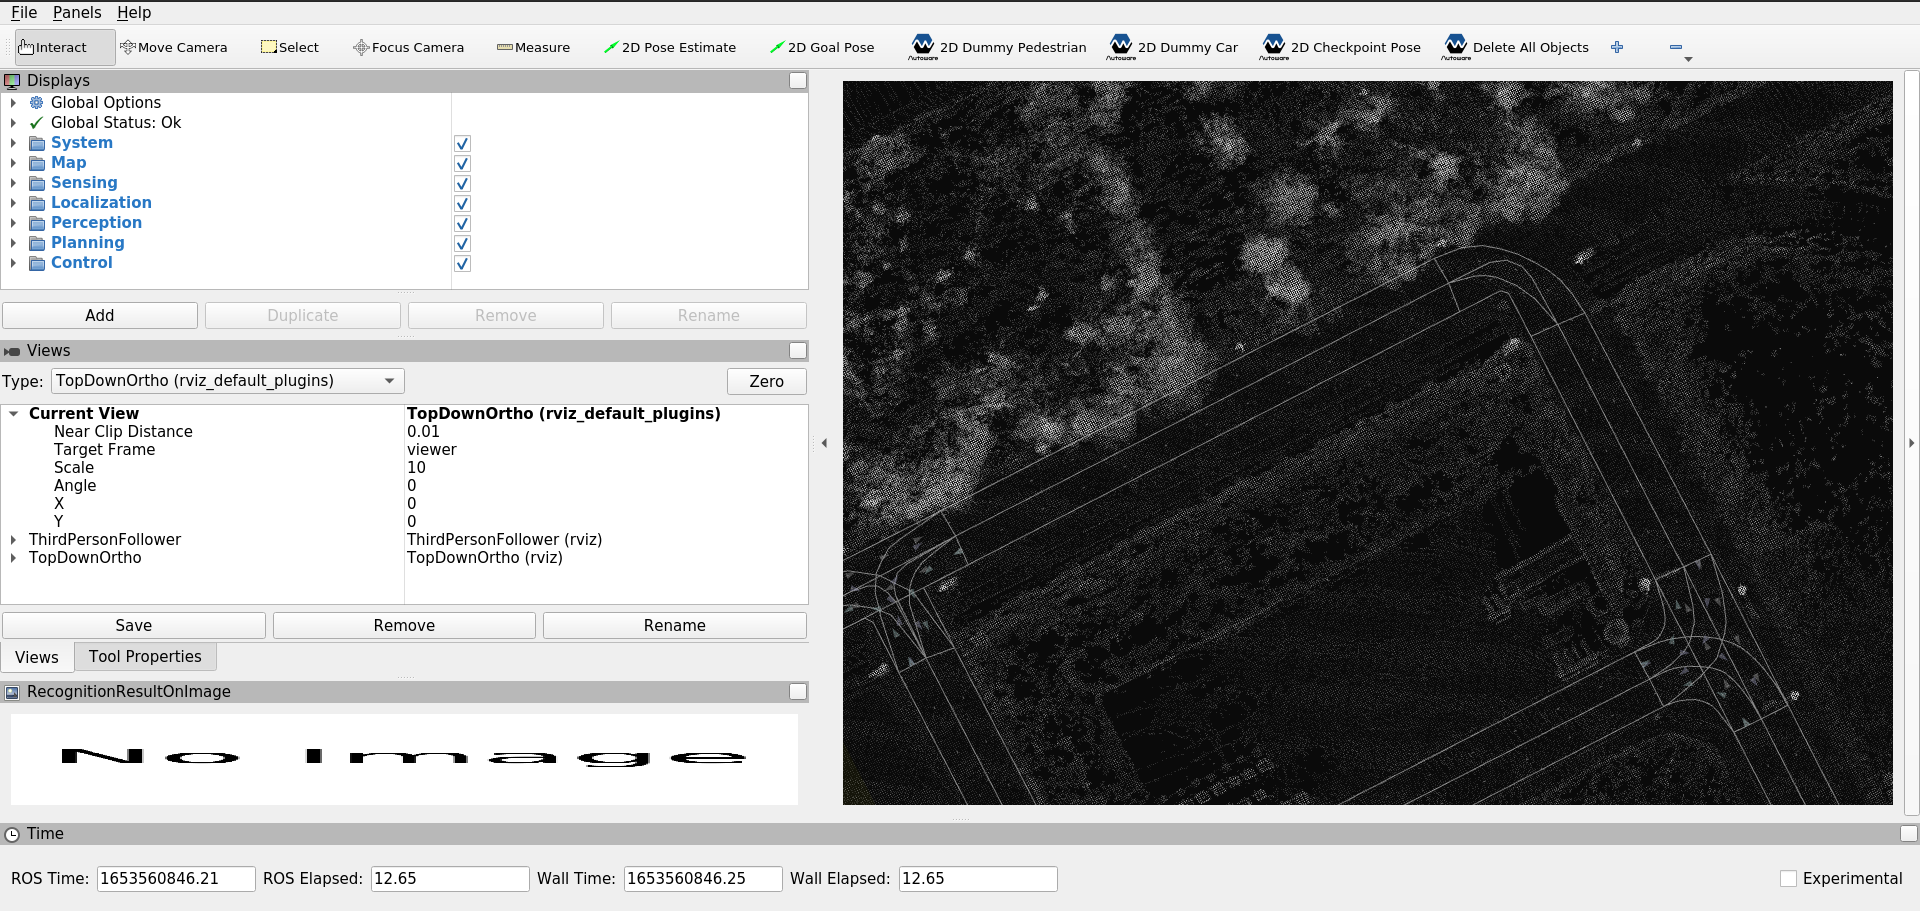 File Panels Help
Interact Move Camera Select Focus Camera Measure 2D Pose Estimate 2D Goal Pose Autoware 2D Dummy Pedestrian Autoware 2D Dummy Car Autoware 2D Checkpoint Pose Autoware Delete All Objects
Displays
Global Options
Global Status: Ok
System
Map
Sensing
Localization
Perception
Planning
Control
Add Duplicate Remove Rename
Views
Type: TopDownOrtho (rviz_default_plugins) Zero
Current View TopDownOrtho (rviz_default_plugins)
Near Clip Distance 0.01
Target Frame viewer
Scale 10
Angle 0
X 0
Y 0
ThirdPersonFollower ThirdPersonFollower (rviz)
TopDownOrtho TopDownOrtho (rviz)
Save Remove Rename
Views Tool Properties
RecognitionResultOnImage
No Image
Time
ROS Time: 1653560846.21 ROS Elapsed: 12.65 Wall Time: 1653560846.25 Wall Elapsed: 12.65 Experimental